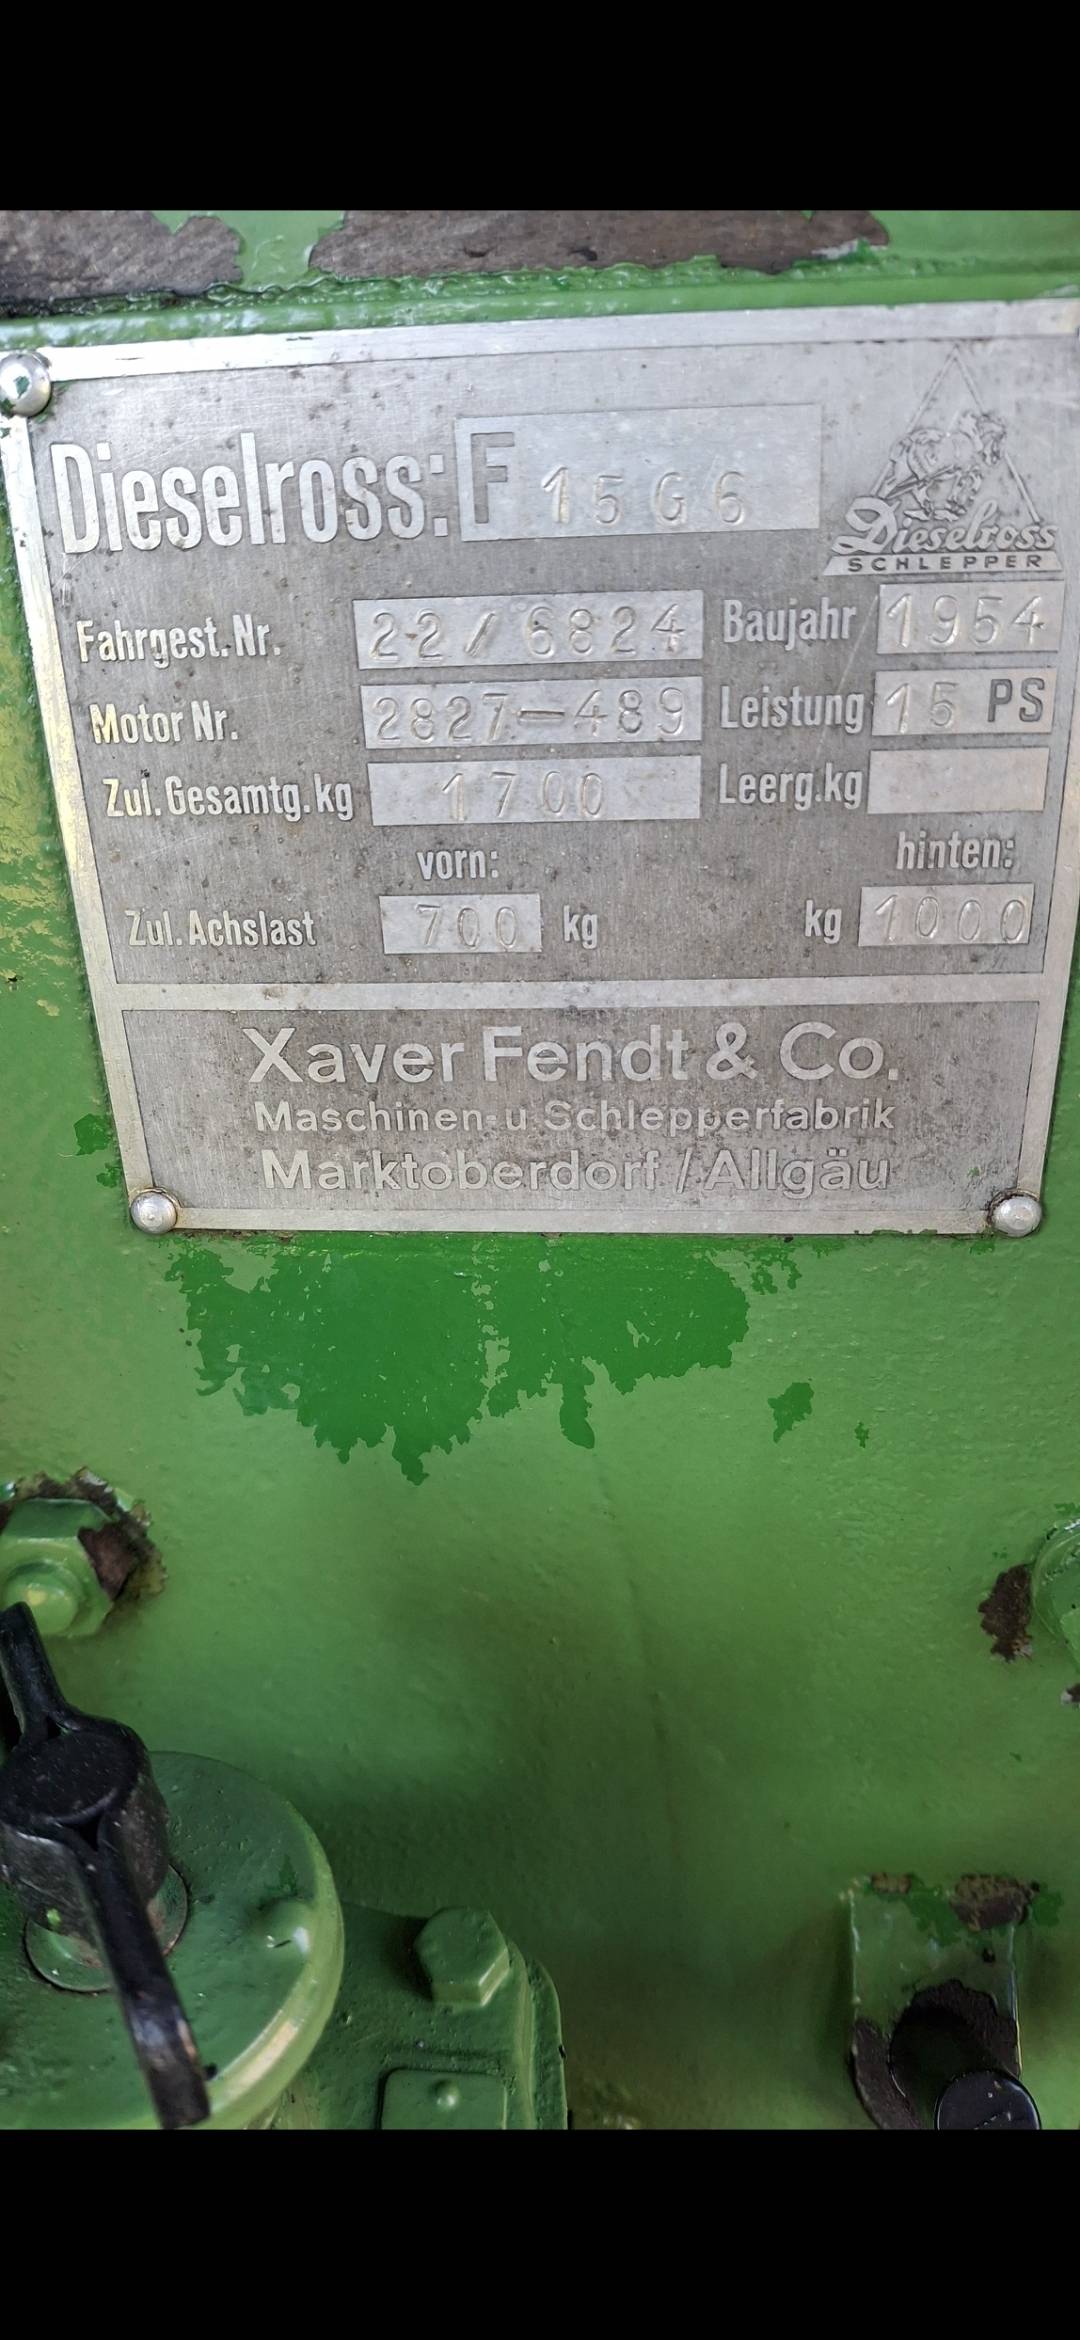 Dieselross: F 15 G 6
Dieselross
SCHLEPPER
Fahrgest. Nr. 22/6824 Baujahr 1954
Motor Nr. 2827-489 Leistung 15 PS
Zul. Gesamtg. kg 1700 Leerg. kg
vorn: hinten:
Zul. Achslast 700 kg kg 1000
Xaver Fendt & Co.
Maschinen- u. Schlepperfabrik
Marktoberdorf / Allgäu